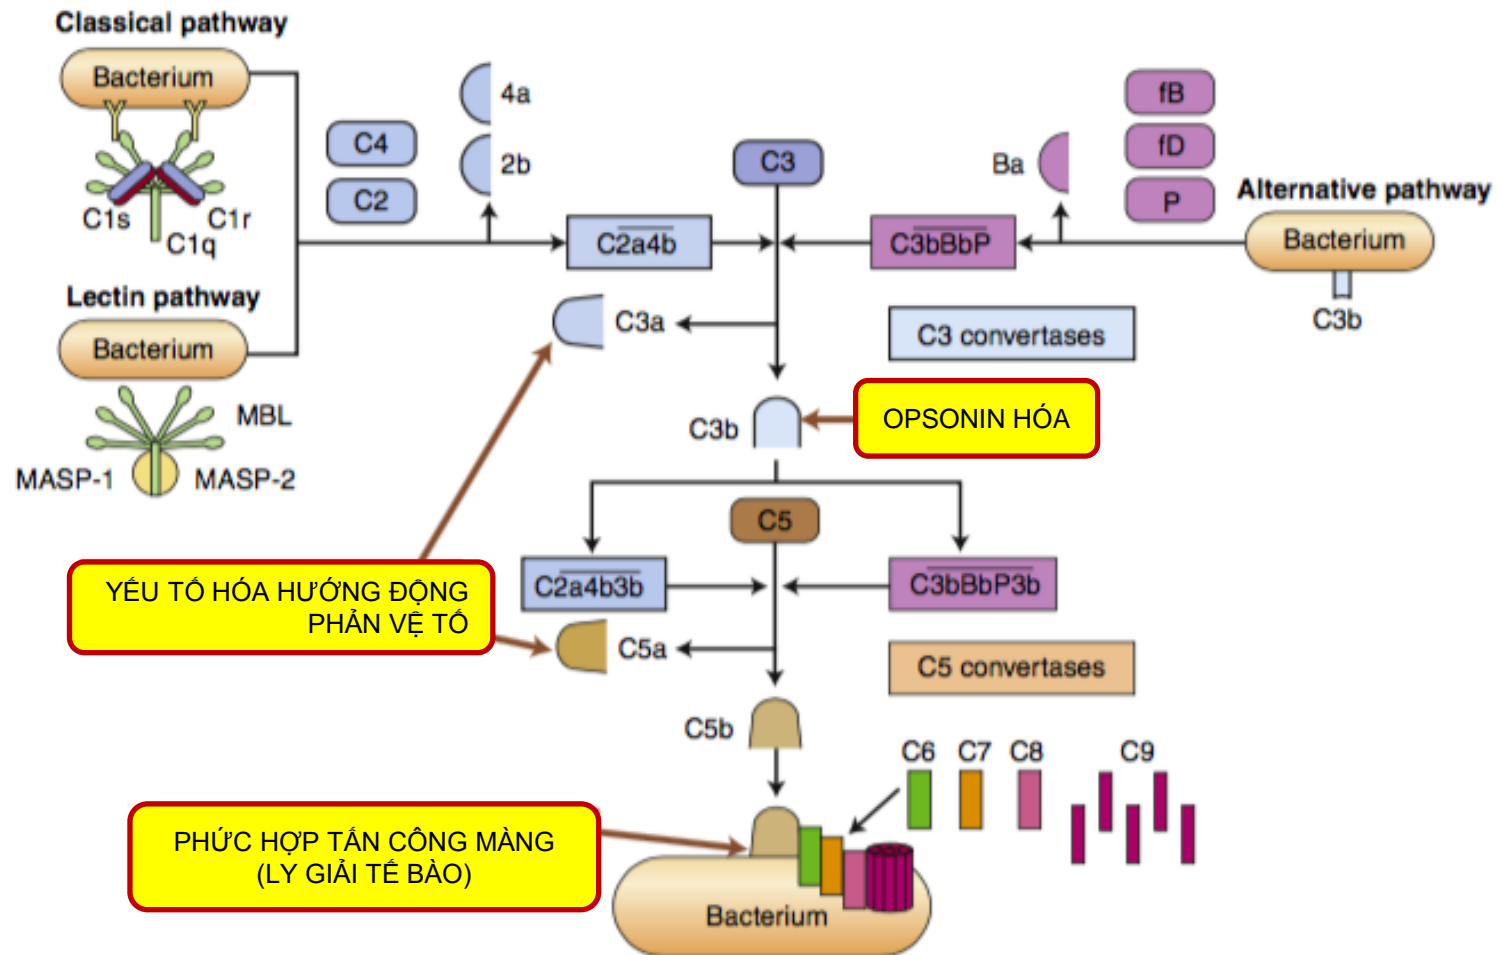 Classical pathway
Bacterium
C1s
C1r
C1q
Lectin pathway
Bacterium
MBL
MASP-1
MASP-2
C4
C2
4a
2b
C2a4b
C3
Ba
fB
fD
P
Alternative pathway
Bacterium
C3b
C3bBbP
C3a
C3 convertases
C3b
OPSONIN HÓA
C5
YẾU TỐ HÓA HƯỚNG ĐỘNG
PHẢN VỆ TỐ
C2a4b3b
C3bBbP3b
C5a
C5 convertases
C5b
C6
C7
C8
C9
PHỨC HỢP TẤN CÔNG MÀNG
(LY GIẢI TẾ BÀO)
Bacterium